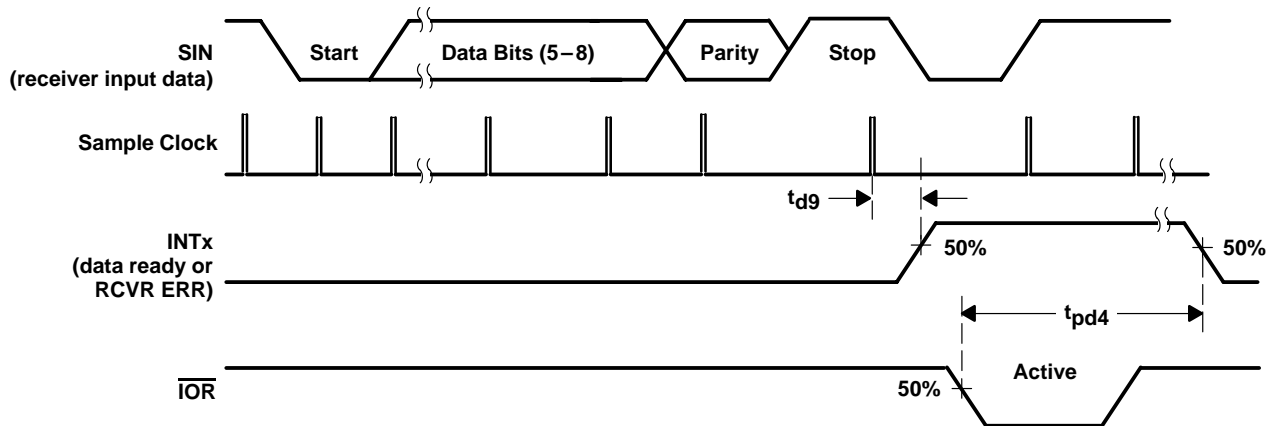 SIN
(receiver input data)
Start
Data Bits (5–8)
Parity
Stop
Sample Clock
td9
INTx
(data ready or
RCVR ERR)
50%
50%
tpd4
IOR
50%
Active